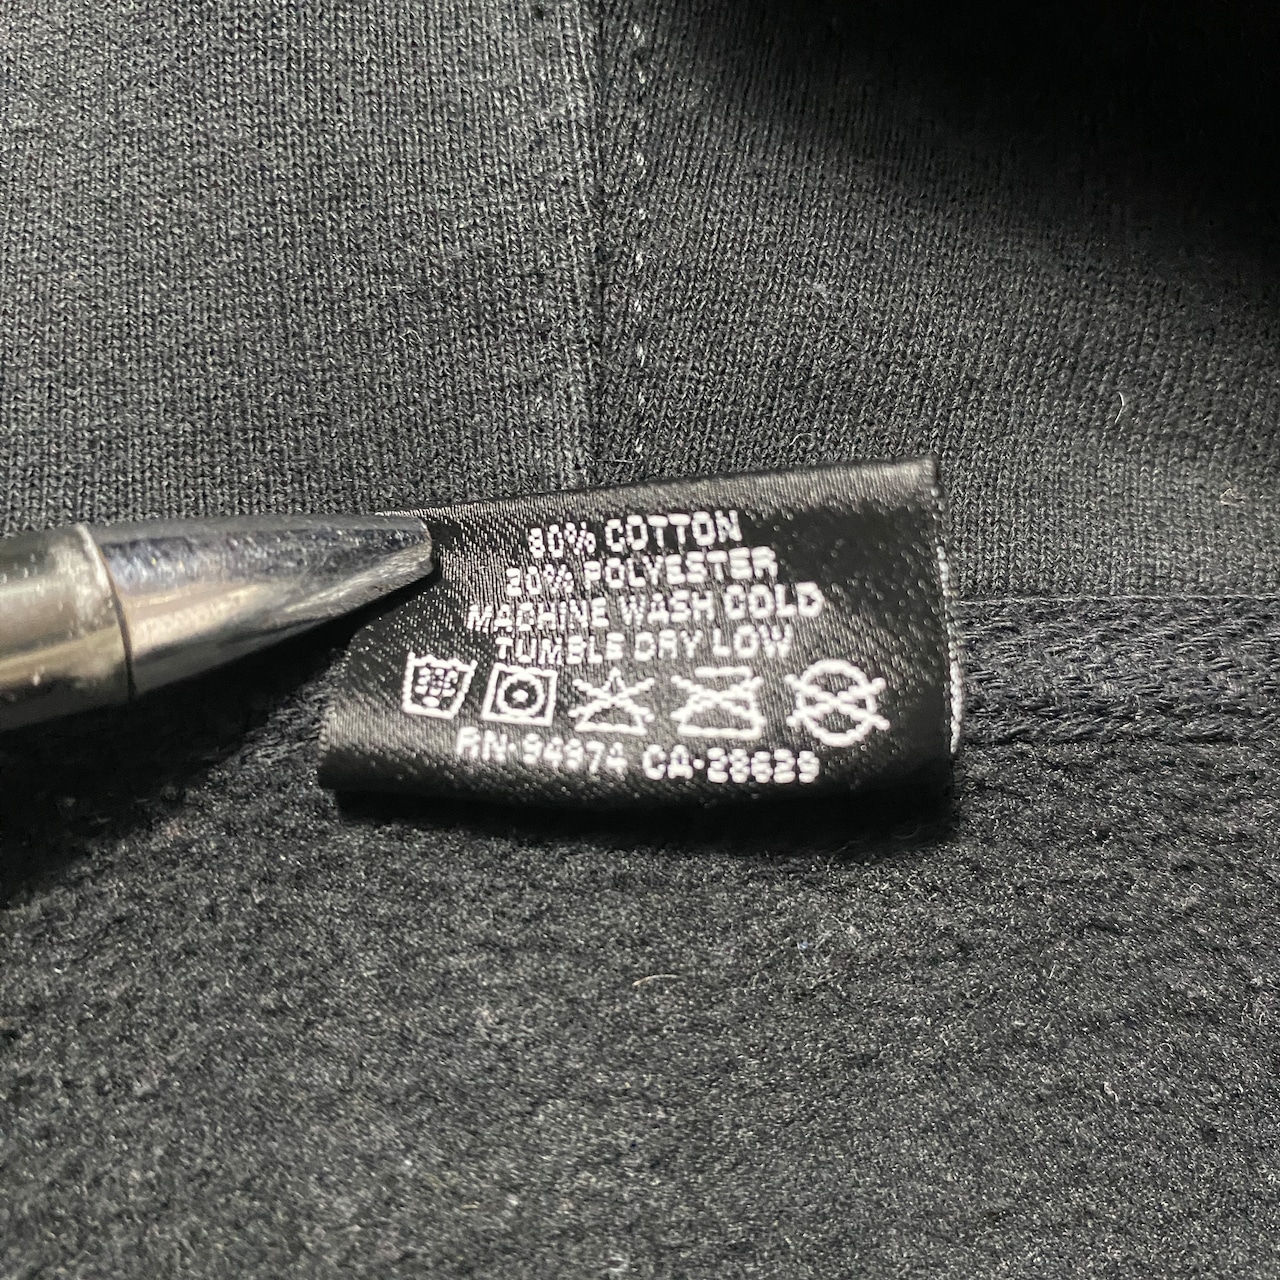 80% COTTON
20% POLYESTER
MACHINE WASH COLD
TUMBLE DRY LOW
RN-94974 CA-28629